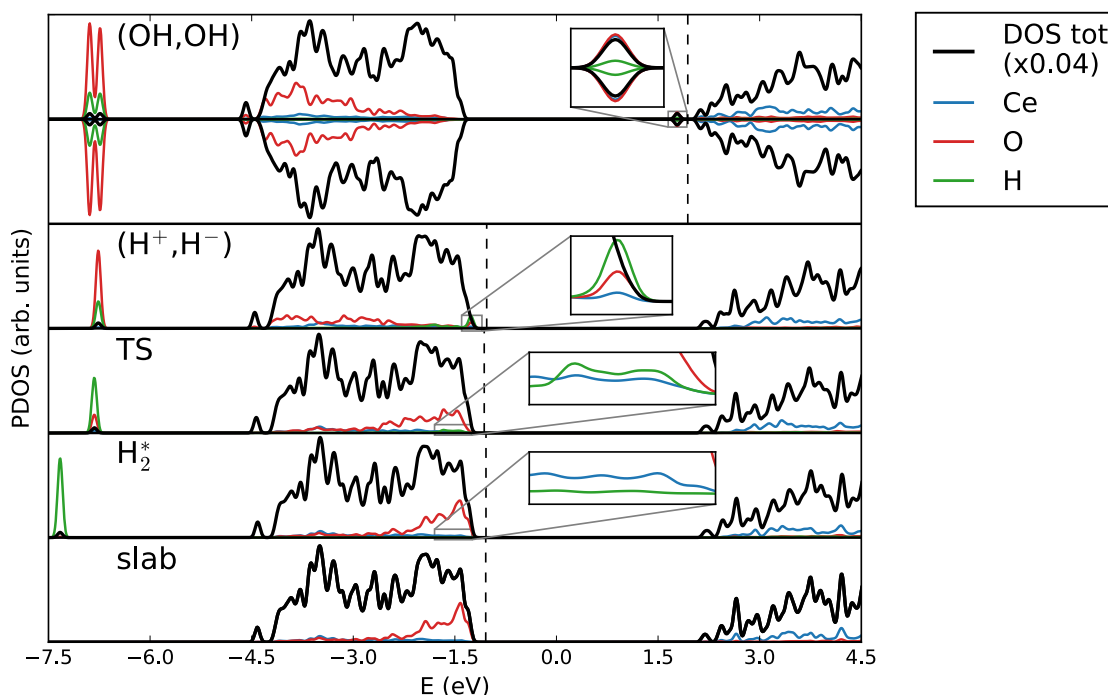 (OH,OH)
(H⁺,H⁻)
TS
H₂*
slab
PDOS (arb. units)
−7.5 −6.0 −4.5 −3.0 −1.5 0.0 1.5 3.0 4.5
E (eV)
DOS tot
(x0.04)
Ce
O
H